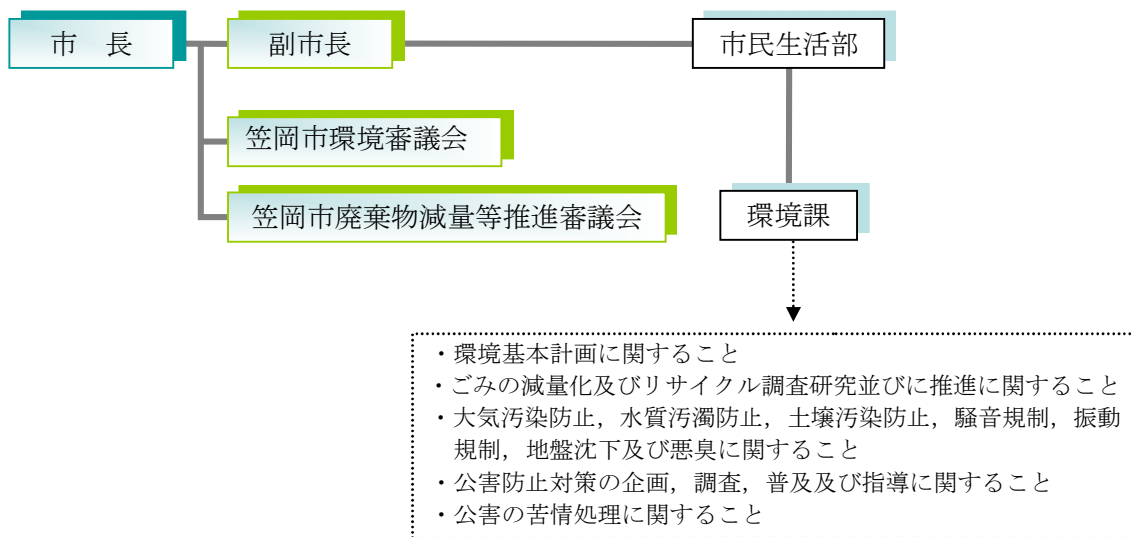 市　長
副市長
市民生活部
笠岡市環境審議会
笠岡市廃棄物減量等推進審議会
環境課
・環境基本計画に関すること
・ごみの減量化及びリサイクル調査研究並びに推進に関すること
・大気汚染防止，水質汚濁防止，土壌汚染防止，騒音規制，振動
規制，地盤沈下及び悪臭に関すること
・公害防止対策の企画，調査，普及及び指導に関すること
・公害の苦情処理に関すること